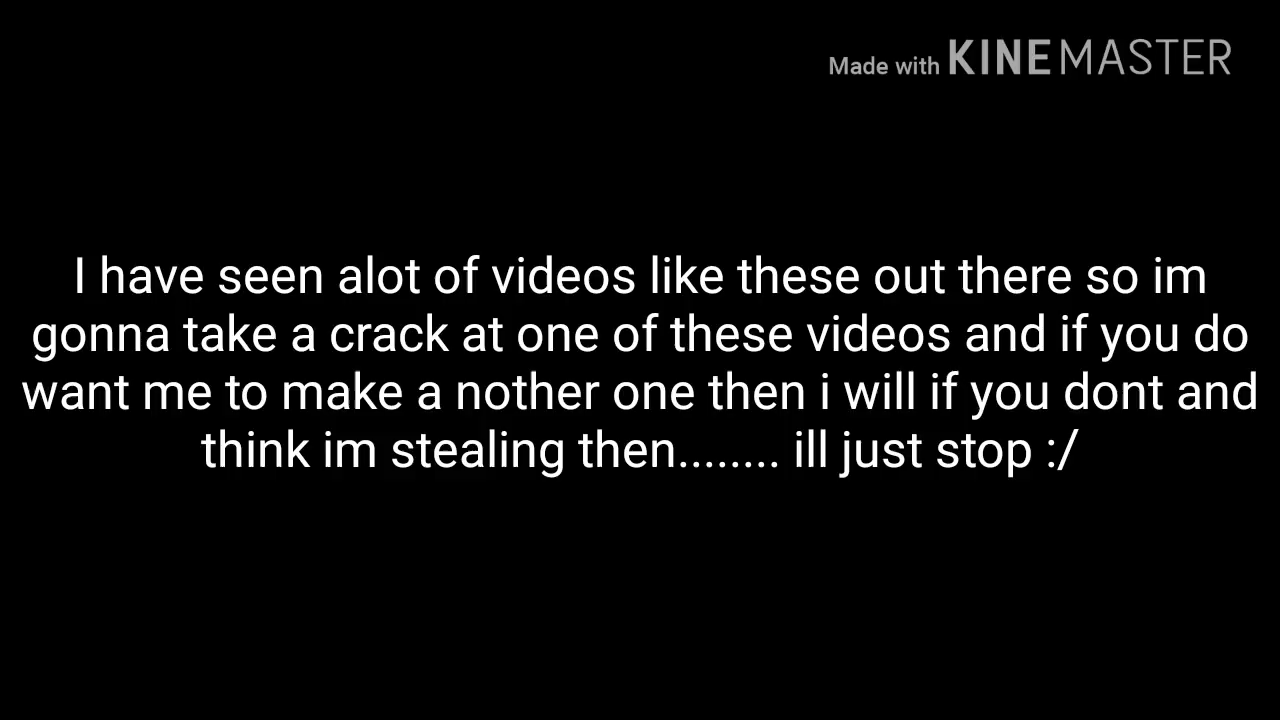 Made with KINEMASTER
I have seen alot of videos like these out there so im
gonna take a crack at one of these videos and if you do
want me to make a nother one then i will if you dont and
think im stealing then........ ill just stop :/